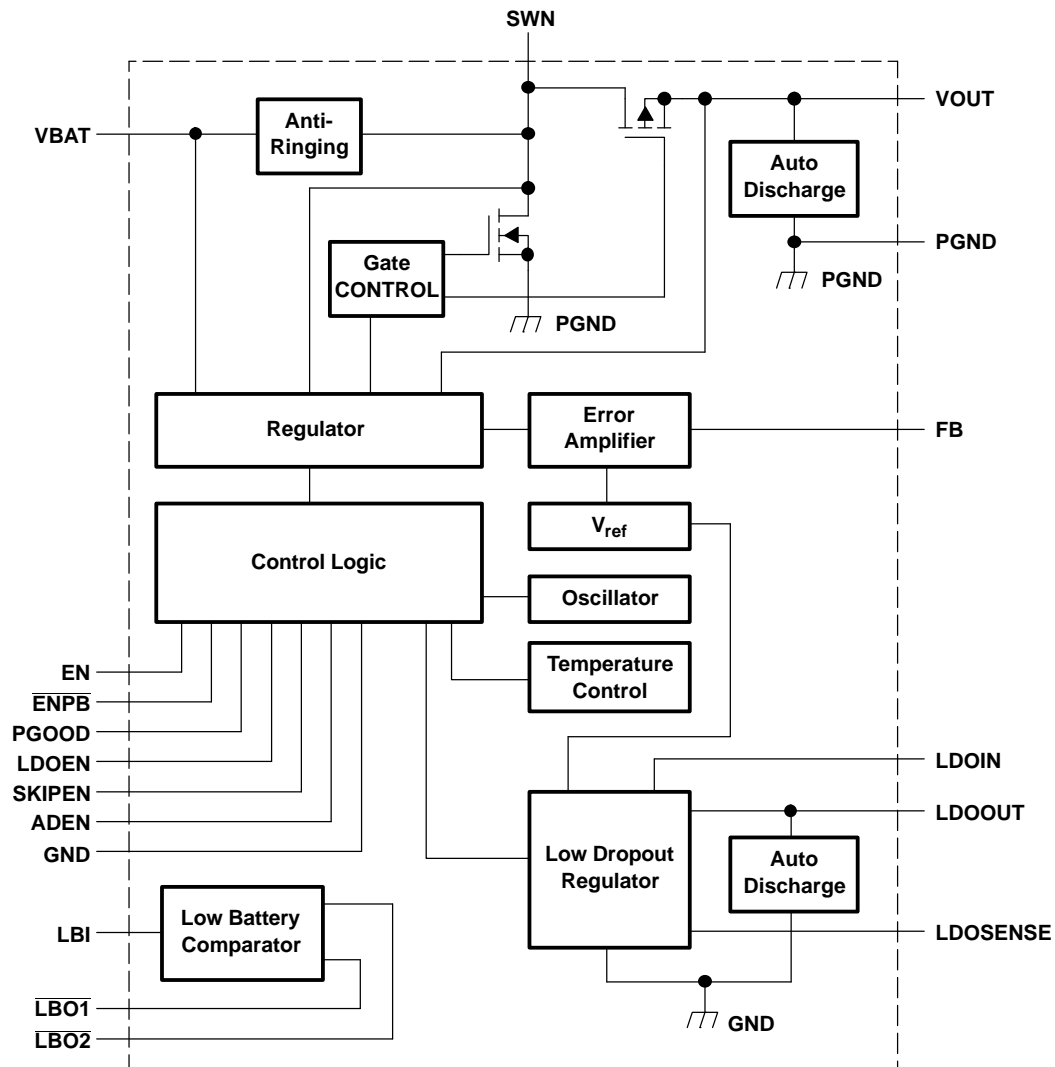 SWN
VBAT
Anti-
Ringing
VOUT
Auto
Discharge
PGND
PGND
Gate
CONTROL
PGND
Regulator
Error
Amplifier
FB
Vref
Control Logic
Oscillator
Temperature
Control
EN
ENPB
PGOOD
LDOEN
SKIPEN
ADEN
GND
LDOIN
LDOOUT
Low Dropout
Regulator
Auto
Discharge
LDOSENSE
GND
LBI
Low Battery
Comparator
LBO1
LBO2